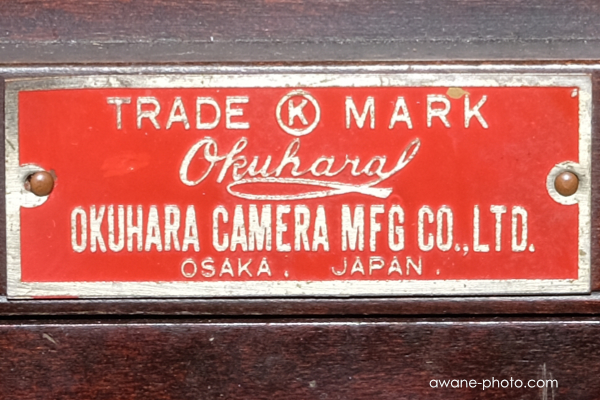 TRADE Ⓚ MARK
Okuhara
OKUHARA CAMERA MFG CO.,LTD.
OSAKA. JAPAN.
awane-photo.com